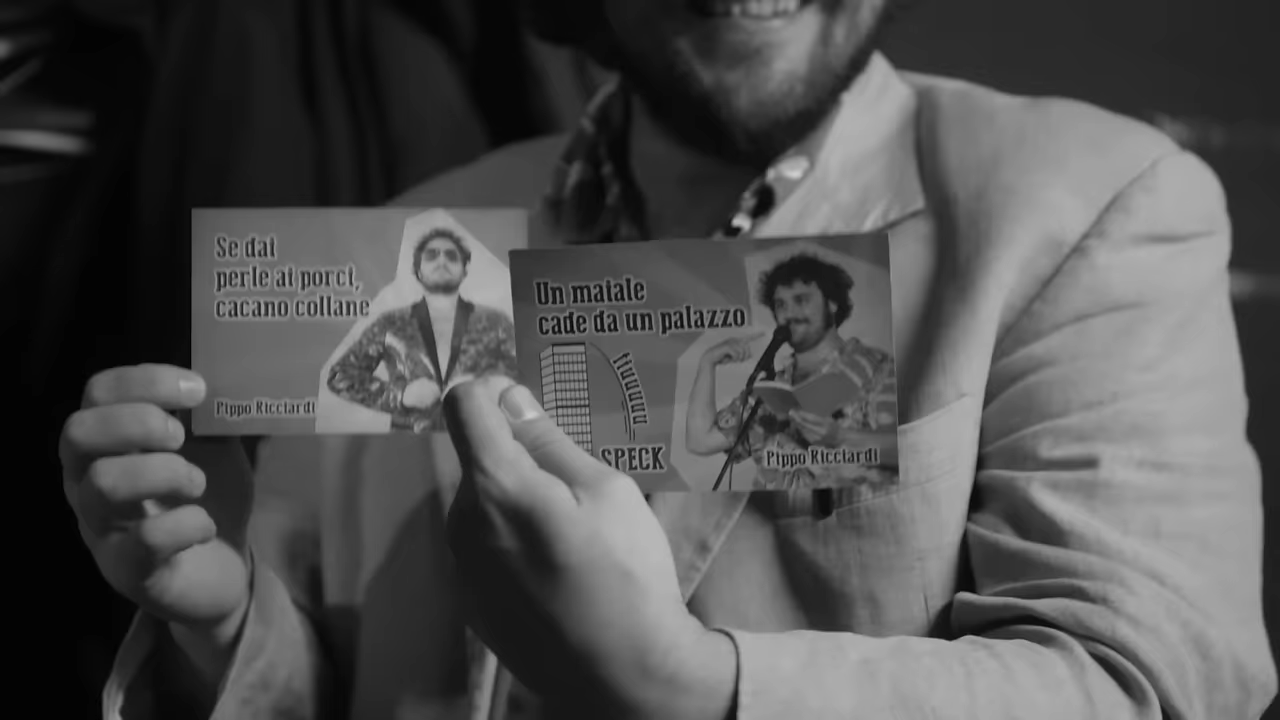 Se dai
perle ai porci,
cacano collane
Pippo Ricciardi
Un maiale
cade da un palazzo
fiuuuuu
SPECK
Pippo Ricciardi